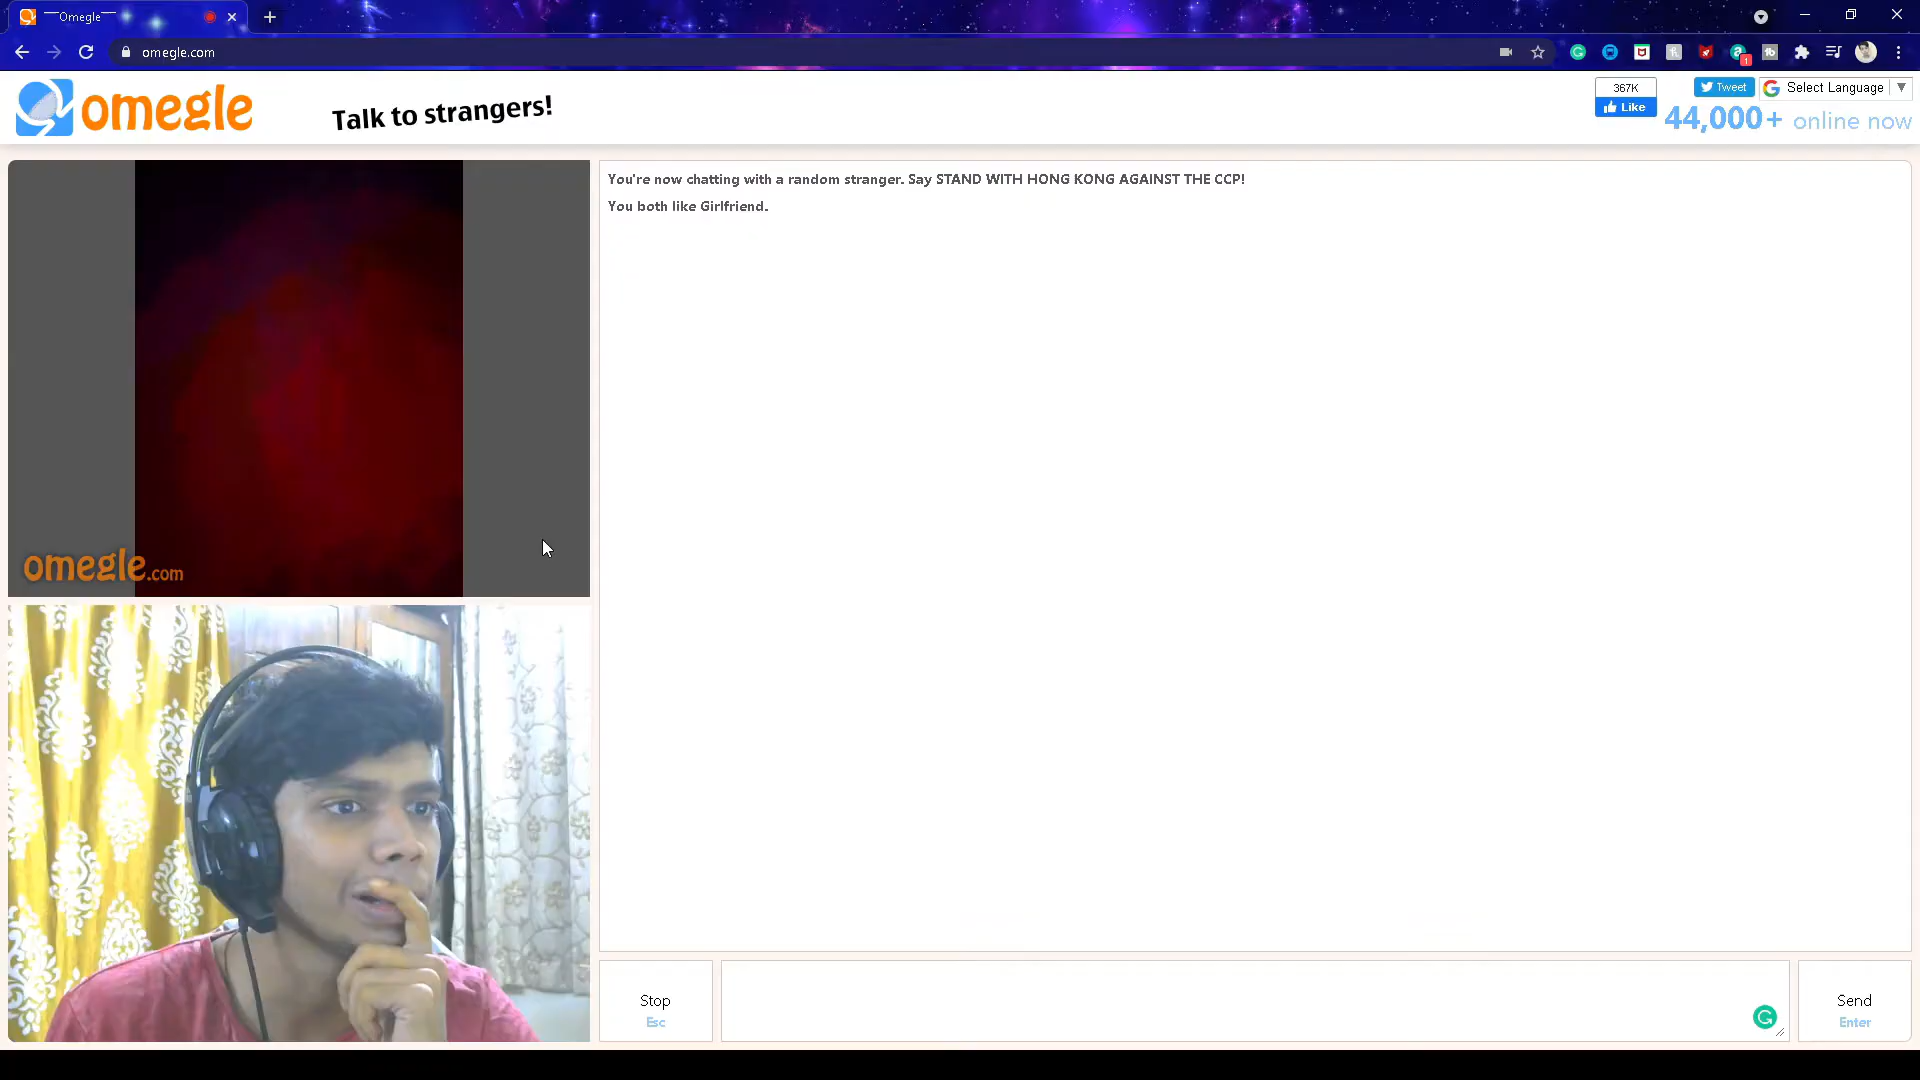 Omegle
omegle.com
omegle
Talk to strangers!
367K
Like
Tweet
Select Language
44,000+ online now
You're now chatting with a random stranger. Say STAND WITH HONG KONG AGAINST THE CCP!
You both like Girlfriend.
omegle.com
Stop
Esc
Send
Enter